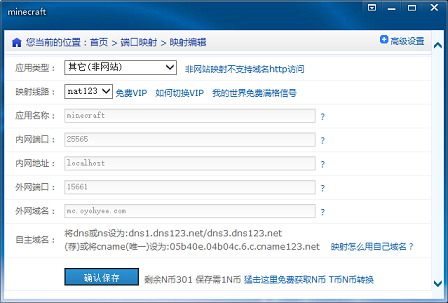 minecraft
您当前的位置：首页 > 端口映射 > 映射编辑
高级设置
应用类型： 其它(非网站) 非网站映射不支持域名http访问
映射线路： nat123 免费VIP 如何切换VIP 我的世界免费满格信号
应用名称： minecraft ?
内网端口： 25565 ?
内网地址： localhost ?
外网端口： 15661 ?
外网域名： mc.oyohyee.com ?
自主域名： 将dns或ns设为:dns1.dns123.net/dns3.dns123.net
(荐)或将cname(唯一)设为:05b40e.04b04c.6.c.cname123.net 映射怎么用自己域名？
确认保存 剩余N币301 保存需1N币 猛击这里免费获取N币 T币N币转换